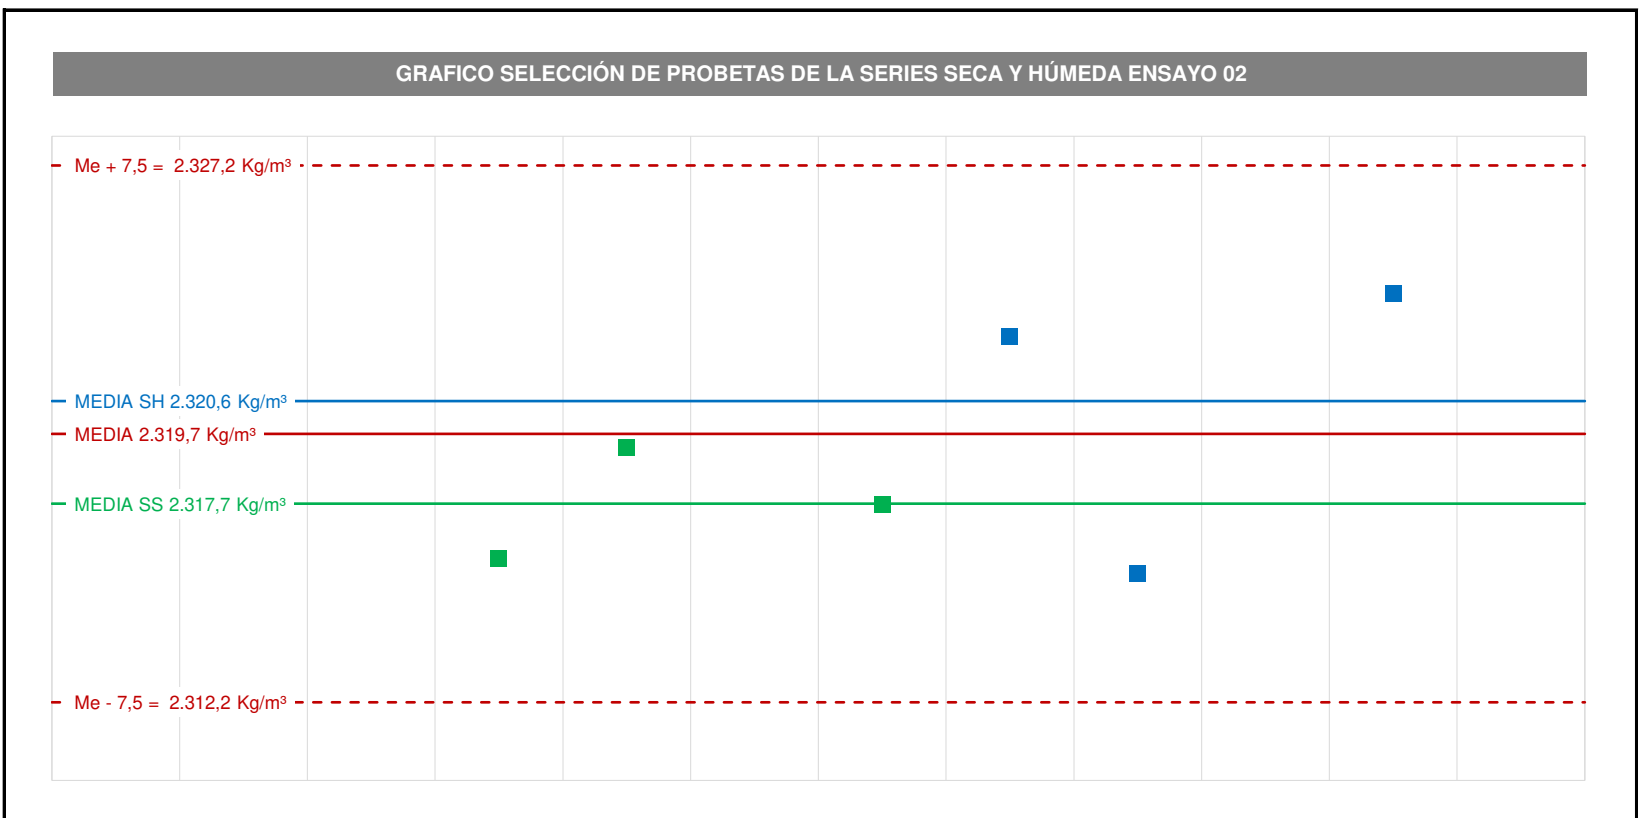 GRAFICO SELECCIÓN DE PROBETAS DE LA SERIES SECA Y HÚMEDA ENSAYO 02
Me + 7,5 = 2.327,2 Kg/m³
MEDIA SH 2.320,6 Kg/m³
MEDIA 2.319,7 Kg/m³
MEDIA SS 2.317,7 Kg/m³
Me - 7,5 = 2.312,2 Kg/m³